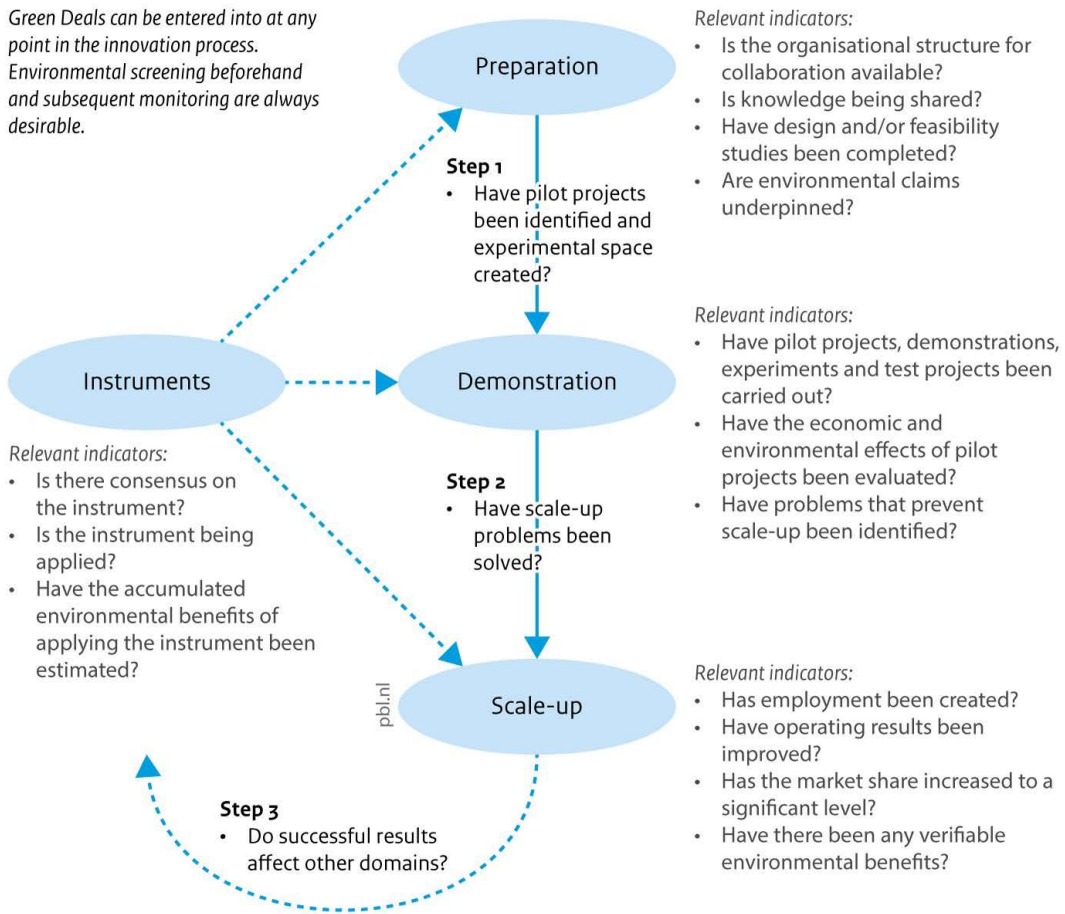 Green Deals can be entered into at any
point in the innovation process.
Environmental screening beforehand
and subsequent monitoring are always
desirable.
Preparation
Relevant indicators:
• Is the organisational structure for
collaboration available?
• Is knowledge being shared?
• Have design and/or feasibility
studies been completed?
• Are environmental claims
underpinned?
Step 1
• Have pilot projects
been identified and
experimental space
created?
Instruments
Relevant indicators:
• Is there consensus on
the instrument?
• Is the instrument being
applied?
• Have the accumulated
environmental benefits of
applying the instrument been
estimated?
Demonstration
Relevant indicators:
• Have pilot projects, demonstrations,
experiments and test projects been
carried out?
• Have the economic and
environmental effects of pilot
projects been evaluated?
• Have problems that prevent
scale-up been identified?
Step 2
• Have scale-up
problems been
solved?
Scale-up
pbl.nl
Relevant indicators:
• Has employment been created?
• Have operating results been
improved?
• Has the market share increased to a
significant level?
• Have there been any verifiable
environmental benefits?
Step 3
• Do successful results
affect other domains?